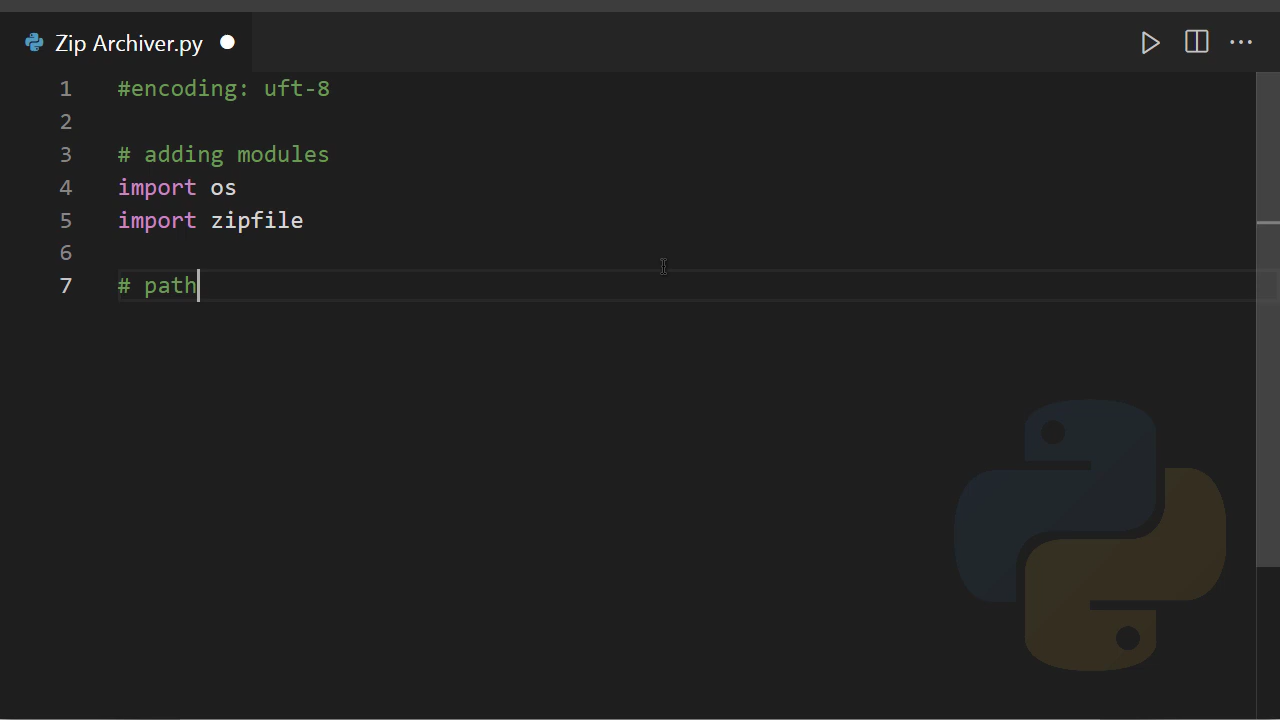 Zip Archiver.py
1 #encoding: uft-8
2
3 # adding modules
4 import os
5 import zipfile
6
7 # path